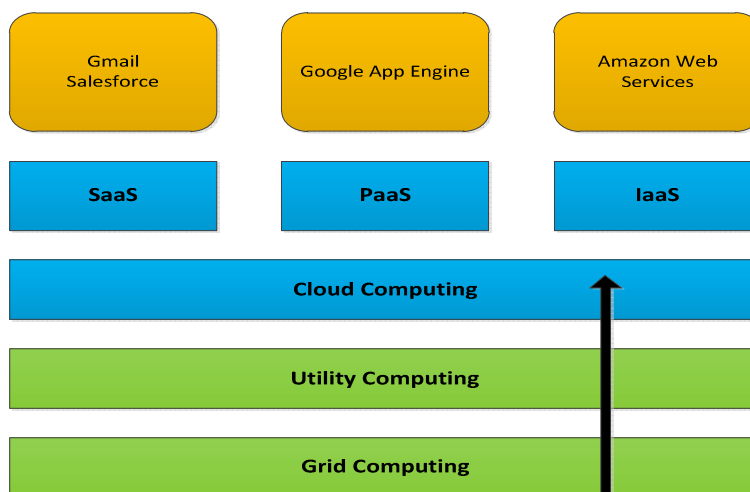 Gmail
Salesforce
Google App Engine
Amazon Web
Services
SaaS
PaaS
IaaS
Cloud Computing
Utility Computing
Grid Computing